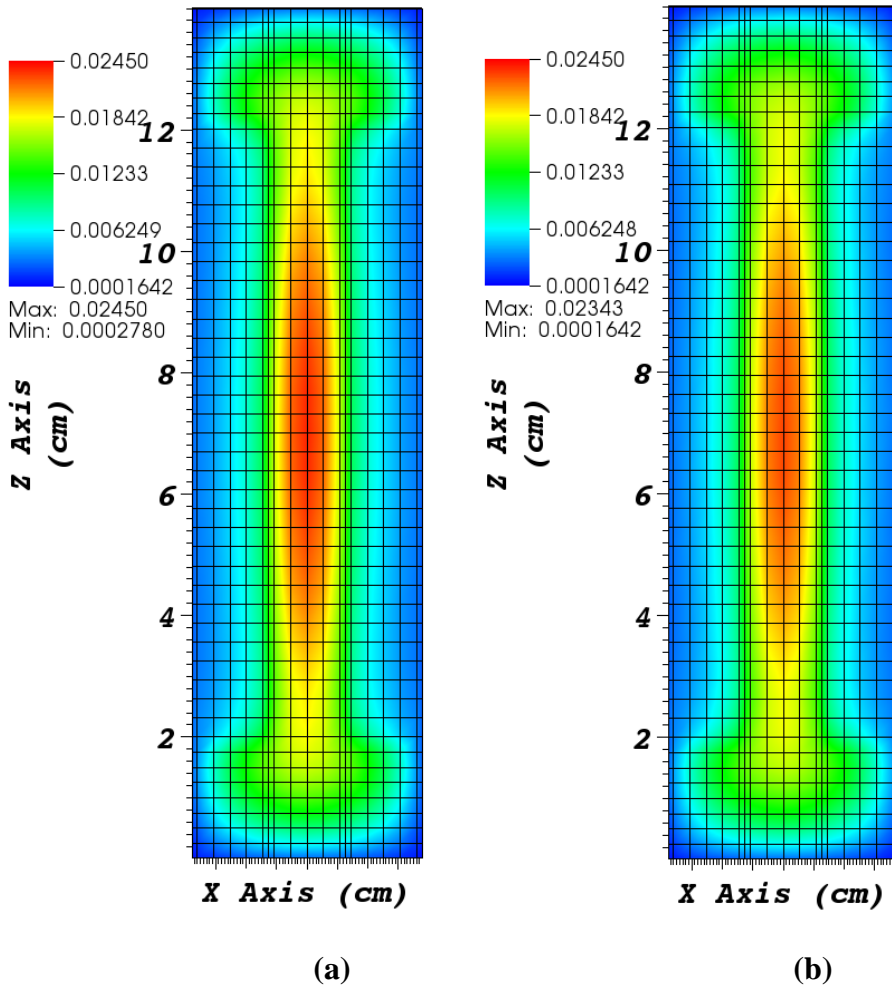 0.02450
0.01842
0.01233
0.006249
0.0001642
Max: 0.02450
Min: 0.0002780
12
10
8
6
4
2
Z Axis
(cm)
X Axis (cm)
(a)
0.02450
0.01842
0.01233
0.006248
0.0001642
Max: 0.02343
Min: 0.0001642
12
10
8
6
4
2
Z Axis
(cm)
X Axis (cm)
(b)